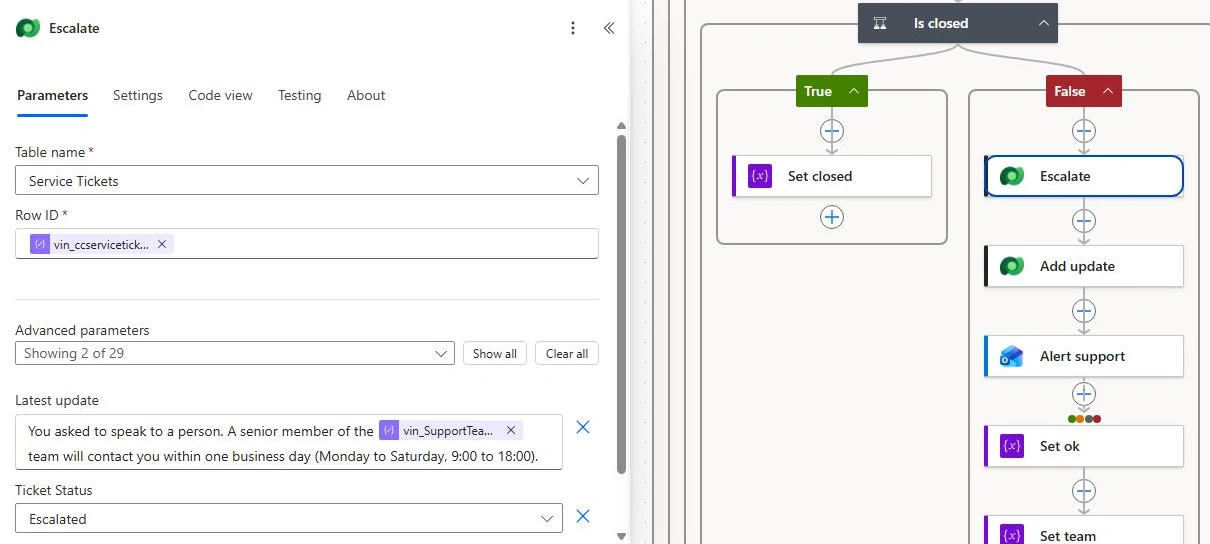 Escalate
Parameters Settings Code view Testing About
Table name *
Service Tickets
Row ID *
vin_ccservicetick...
Advanced parameters
Showing 2 of 29
Show all
Clear all
Latest update
You asked to speak to a person. A senior member of the vin_SupportTea...
team will contact you within one business day (Monday to Saturday, 9:00 to 18:00).
Ticket Status
Escalated
Is closed
True
False
Set closed
Escalate
Add update
Alert support
Set ok
Set team